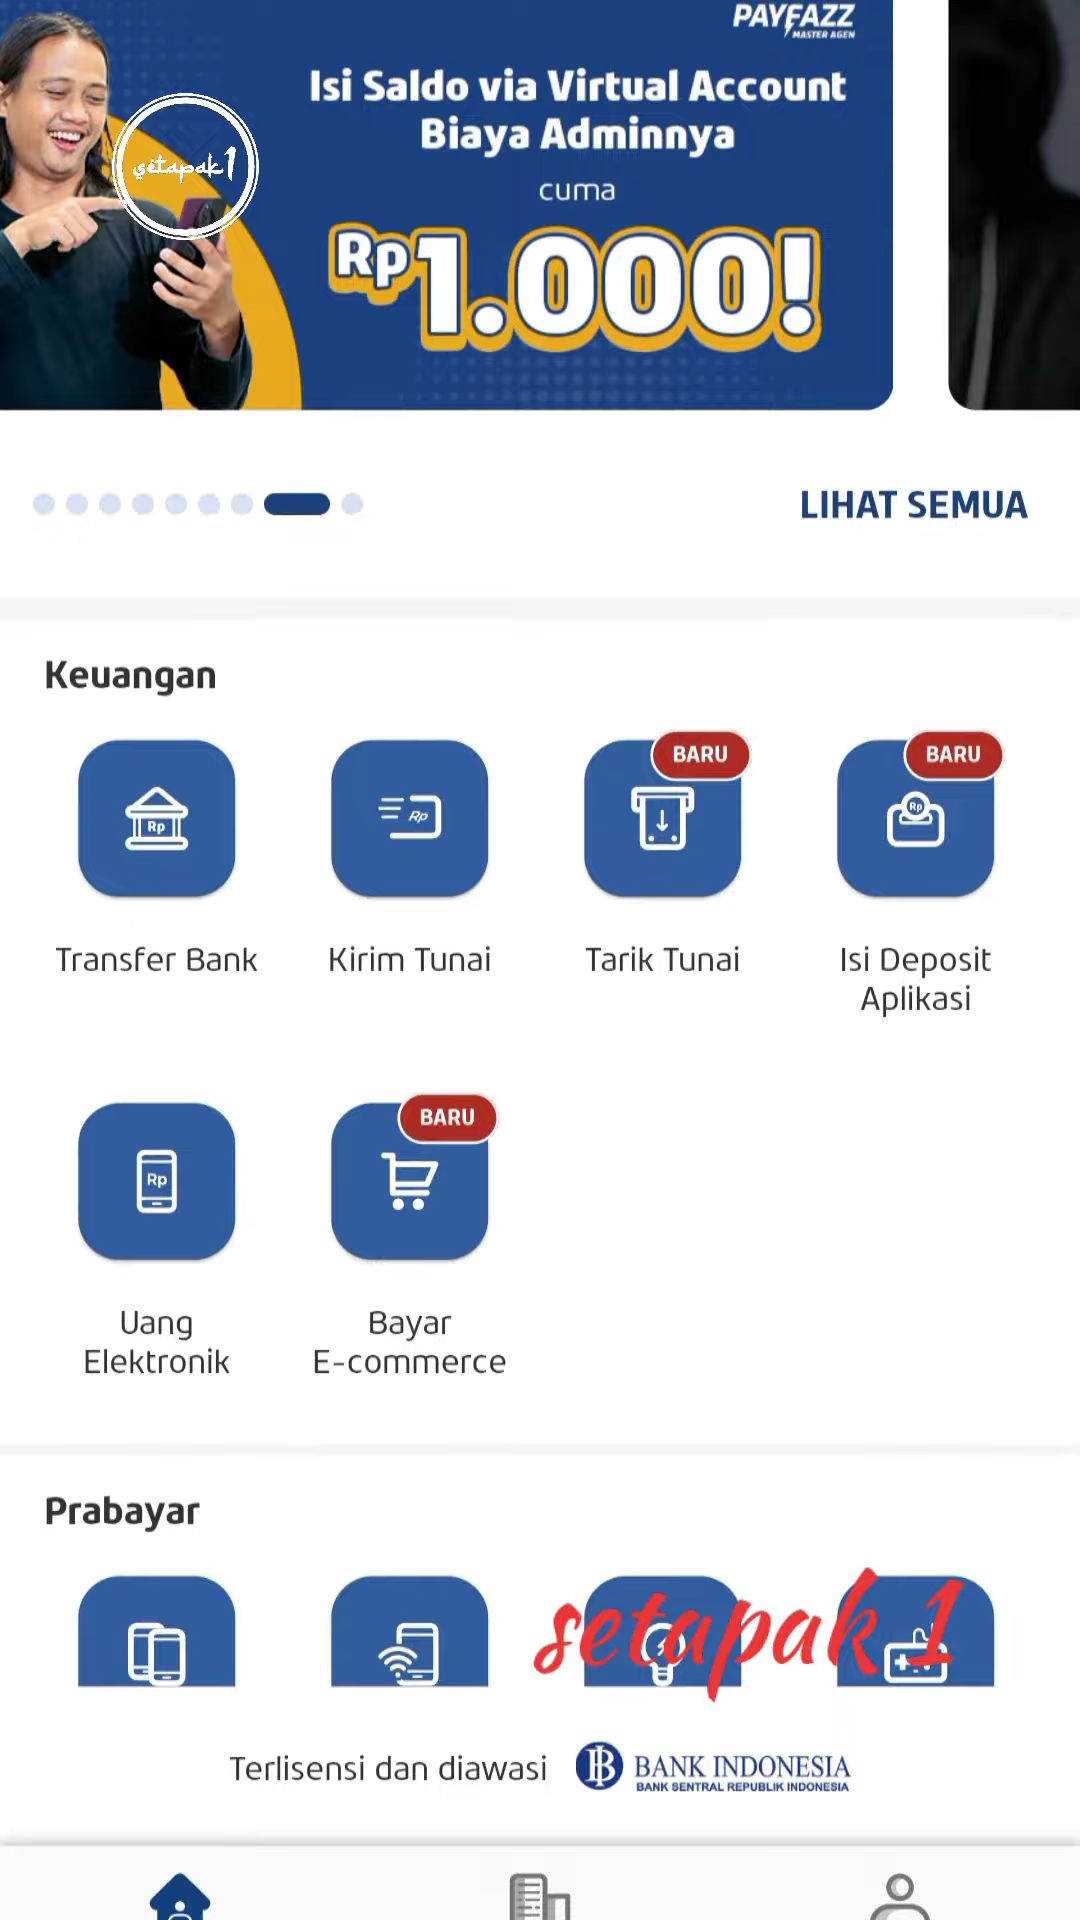 PAYFAZZ
MASTER AGEN
Isi Saldo via Virtual Account
Biaya Adminnya
cuma
Rp1.000!
setapak1
LIHAT SEMUA
Keuangan
Rp
Transfer Bank
Rp
Kirim Tunai
BARU
Tarik Tunai
BARU
Rp
Isi Deposit
Aplikasi
Rp
Uang
Elektronik
BARU
Bayar
E-commerce
Prabayar
setapak 1
Terlisensi dan diawasi
BANK INDONESIA
BANK SENTRAL REPUBLIK INDONESIA